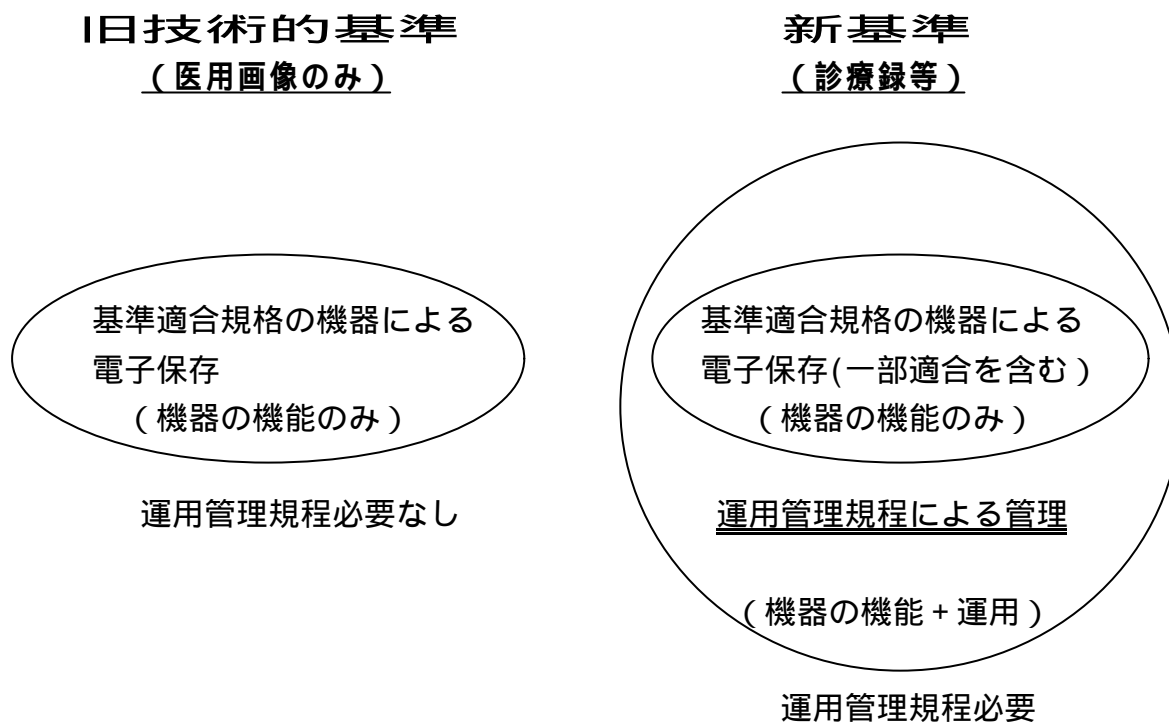 旧技術的基準
（医用画像のみ）
基準適合規格の機器による
電子保存
（機器の機能のみ）
運用管理規程必要なし
新基準
（診療録等）
基準適合規格の機器による
電子保存(一部適合を含む）
（機器の機能のみ）
運用管理規程による管理
（機器の機能＋運用）
運用管理規程必要